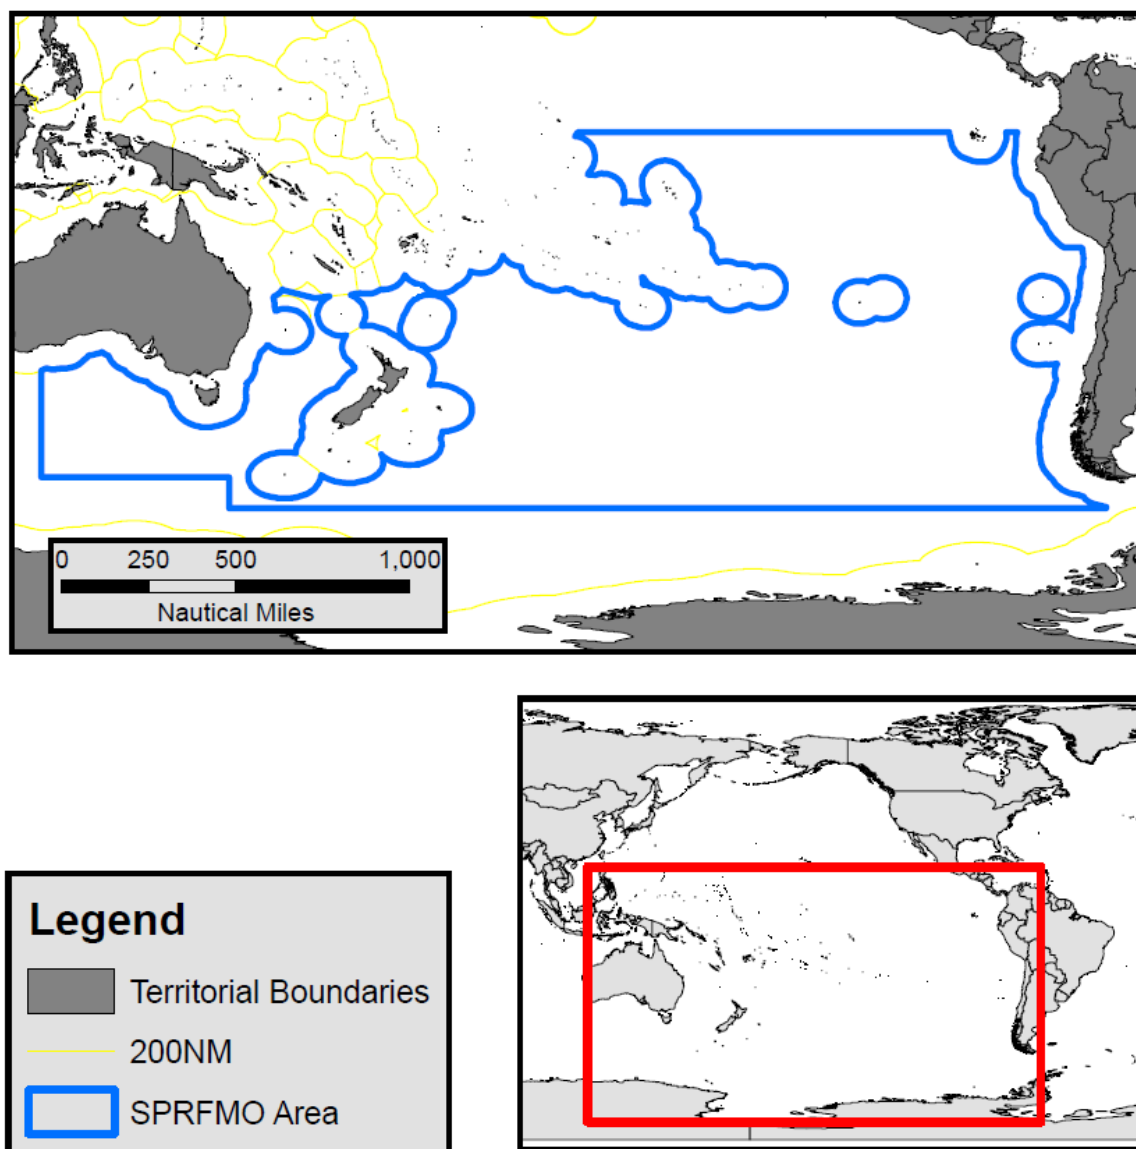 0 250 500 1,000
Nautical Miles
Legend
Territorial Boundaries
200NM
SPRFMO Area